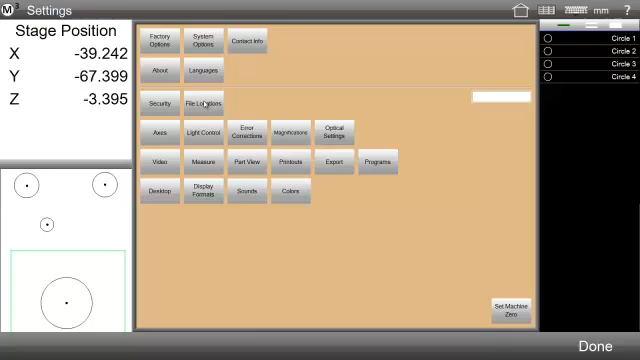 M3 Settings
mm ?
Stage Position
X -39.242
Y -67.399
Z -3.395
Factory Options
System Options
Contact Info
About
Languages
Security
File Locations
Axes
Light Control
Error Corrections
Magnifications
Optical Settings
Video
Measure
Part View
Printouts
Export
Programs
Desktop
Display Formats
Sounds
Colors
Set Machine Zero
Circle 1
Circle 2
Circle 3
Circle 4
Done